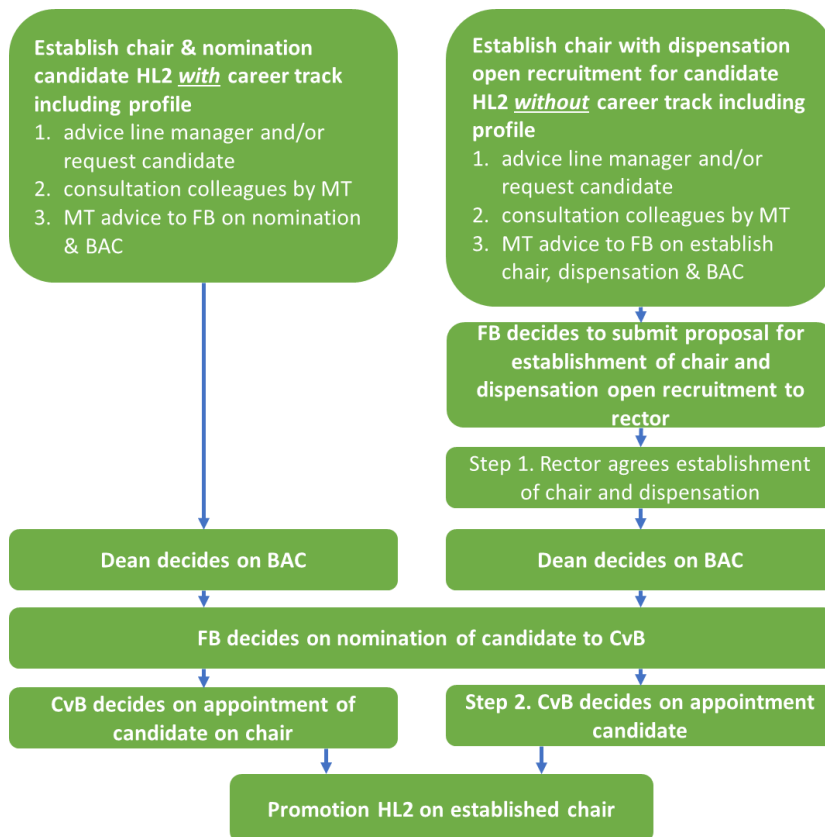 Establish chair & nomination
candidate HL2 with career track
including profile
1. advice line manager and/or
request candidate
2. consultation colleagues by MT
3. MT advice to FB on nomination
& BAC
Establish chair with dispensation
open recruitment for candidate
HL2 without career track including
profile
1. advice line manager and/or
request candidate
2. consultation colleagues by MT
3. MT advice to FB on establish
chair, dispensation & BAC
FB decides to submit proposal for
establishment of chair and
dispensation open recruitment to
rector
Step 1. Rector agrees establishment
of chair and dispensation
Dean decides on BAC
Dean decides on BAC
FB decides on nomination of candidate to CvB
CvB decides on appointment of
candidate on chair
Step 2. CvB decides on appointment
candidate
Promotion HL2 on established chair